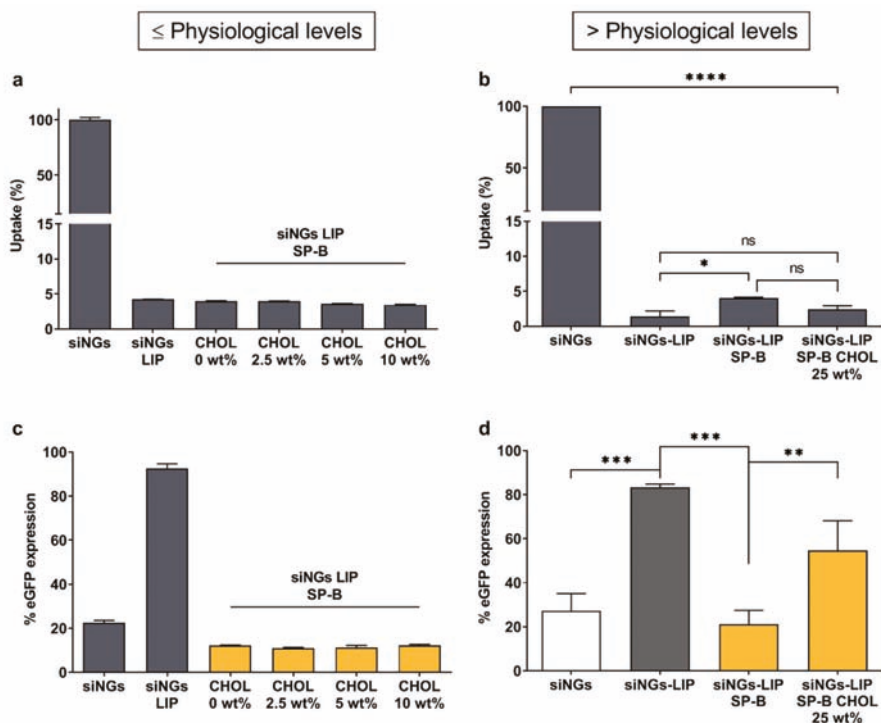 ≤ Physiological levels
> Physiological levels
a
Uptake (%)
100
50
15
10
5
0
siNGs LIP
SP-B
siNGs
siNGs
LIP
CHOL
0 wt%
CHOL
2.5 wt%
CHOL
5 wt%
CHOL
10 wt%
b
Uptake (%)
100
50
15
10
5
0
****
ns
*
ns
siNGs
siNGs-LIP
siNGs-LIP
SP-B
siNGs-LIP
SP-B CHOL
25 wt%
c
% eGFP expression
100
80
60
40
20
0
siNGs LIP
SP-B
siNGs
siNGs
LIP
CHOL
0 wt%
CHOL
2.5 wt%
CHOL
5 wt%
CHOL
10 wt%
d
% eGFP expression
100
80
60
40
20
0
***
***
**
siNGs
siNGs-LIP
siNGs-LIP
SP-B
siNGs-LIP
SP-B CHOL
25 wt%